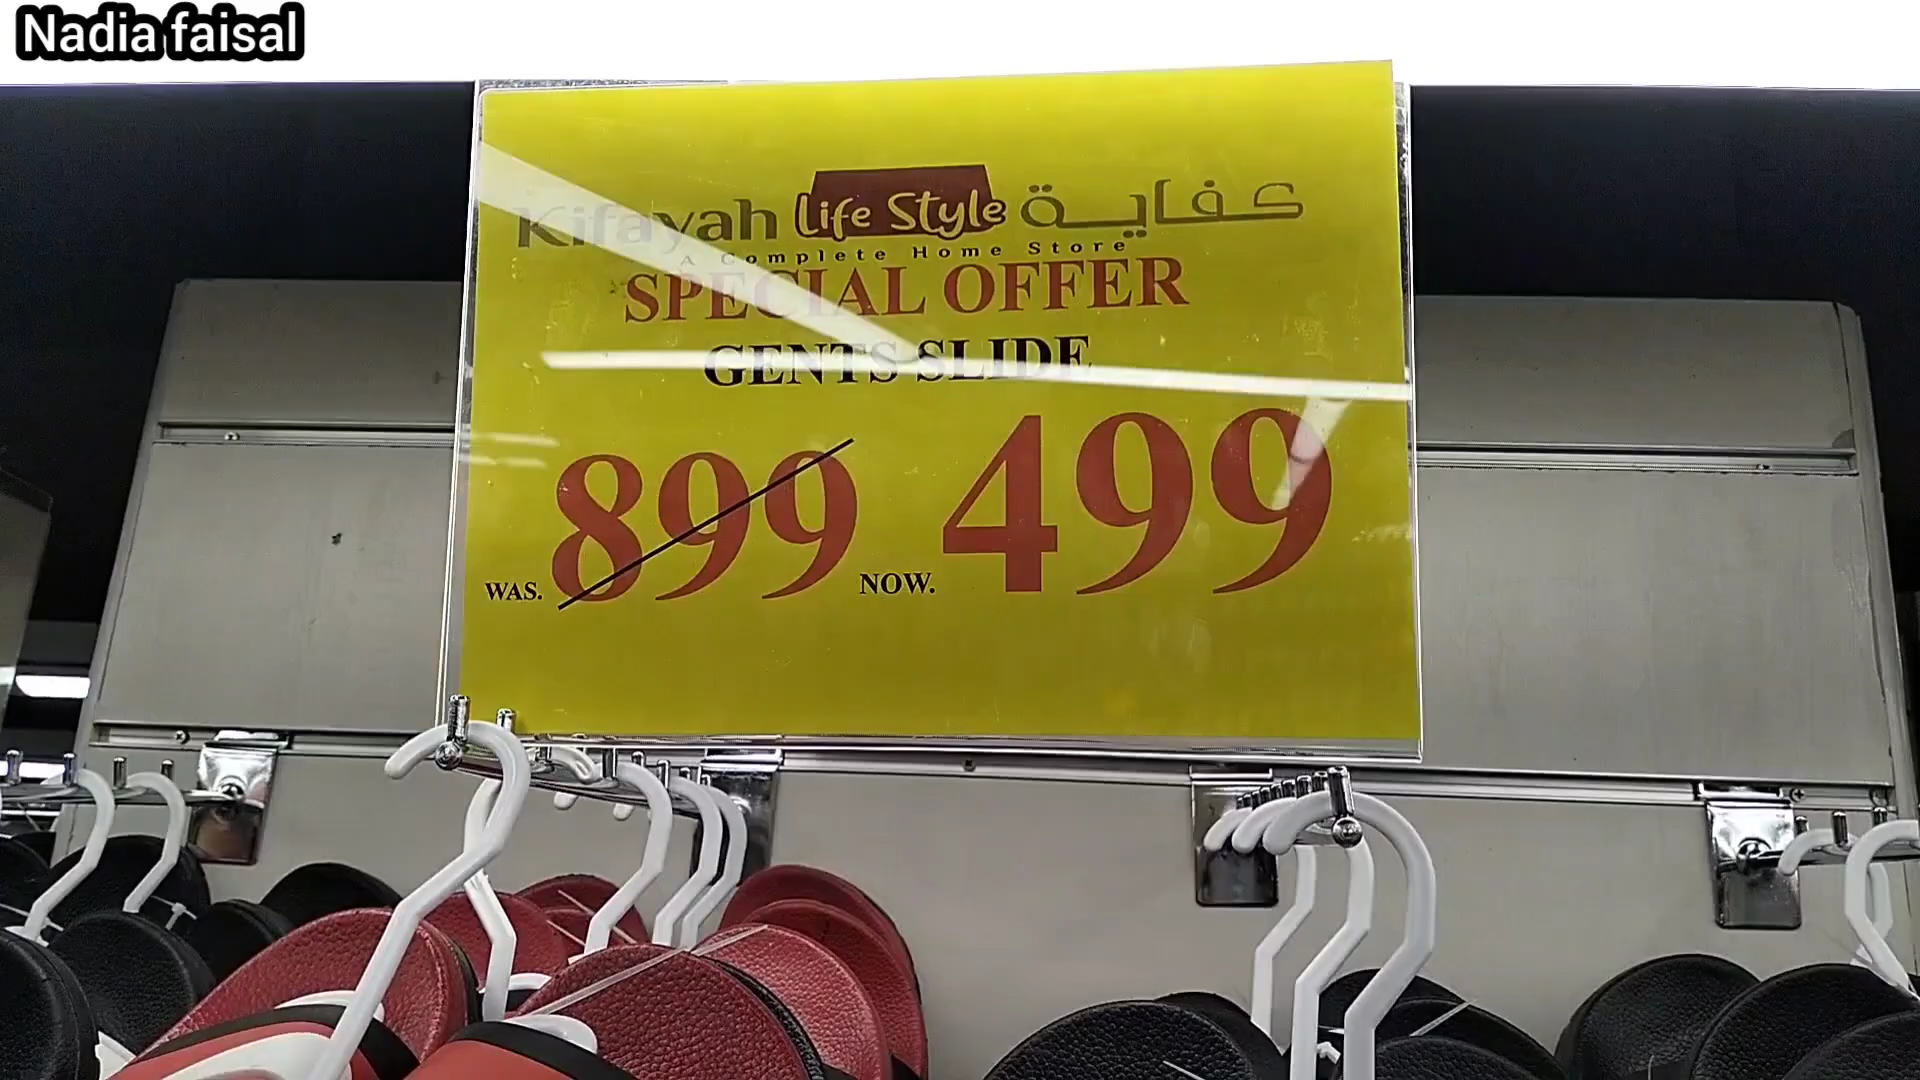 Nadia faisal
Kifayah Life Style كفاية
A Complete Home Store
SPECIAL OFFER
GENTS SLIDE
WAS. 899 NOW. 499